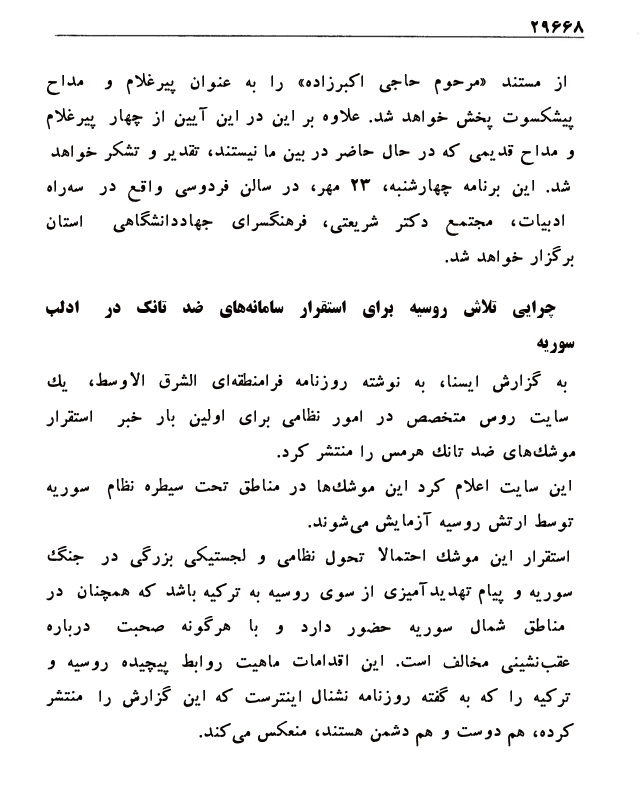 ۲۹۶۶۸
از مستند «مرحوم حاجی اکبرزاده» را به عنوان پیرغلام و مداح
پیشکسوت پخش خواهد شد. علاوه بر این در این آیین از چهار پیرغلام
و مداح قدیمی که در حال حاضر در بین ما نیستند، تقدیر و تشکر خواهد
شد. این برنامه چهارشنبه، ۲۳ مهر، در سالن فردوسی واقع در سه‌راه
ادبیات، مجتمع دکتر شریعتی، فرهنگسرای جهاددانشگاهی استان
برگزار خواهد شد.
چرایی تلاش روسیه برای استقرار سامانه‌های ضد تانک در ادلب
سوریه
به گزارش ایسنا، به نوشته روزنامه فرامنطقه‌ای الشرق الاوسط، یك
سایت روس متخصص در امور نظامی برای اولین بار خبر استقرار
موشك‌های ضد تانك هرمس را منتشر کرد.
این سایت اعلام کرد این موشك‌ها در مناطق تحت سیطره نظام سوریه
توسط ارتش روسیه آزمایش می‌شوند.
استقرار این موشك احتمالا تحول نظامی و لجستیکی بزرگی در جنگ
سوریه و پیام تهدیدآمیزی از سوی روسیه به ترکیه باشد که همچنان در
مناطق شمال سوریه حضور دارد و با هرگونه صحبت درباره
عقب‌نشینی مخالف است. این اقدامات ماهیت روابط پیچیده روسیه و
ترکیه را که به گفته روزنامه نشنال اینترست که این گزارش را منتشر
کرده، هم دوست و هم دشمن هستند، منعکس می‌کند.